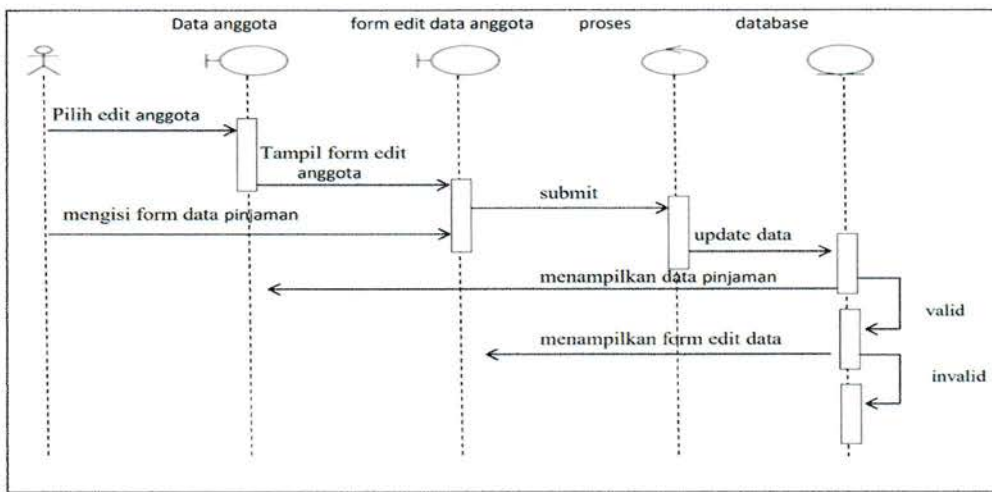 Data anggota
form edit data anggota
proses
database
Pilih edit anggota
Tampil form edit
anggota
submit
mengisi form data pinjaman
update data
menampilkan data pinjaman
valid
menampilkan form edit data
invalid